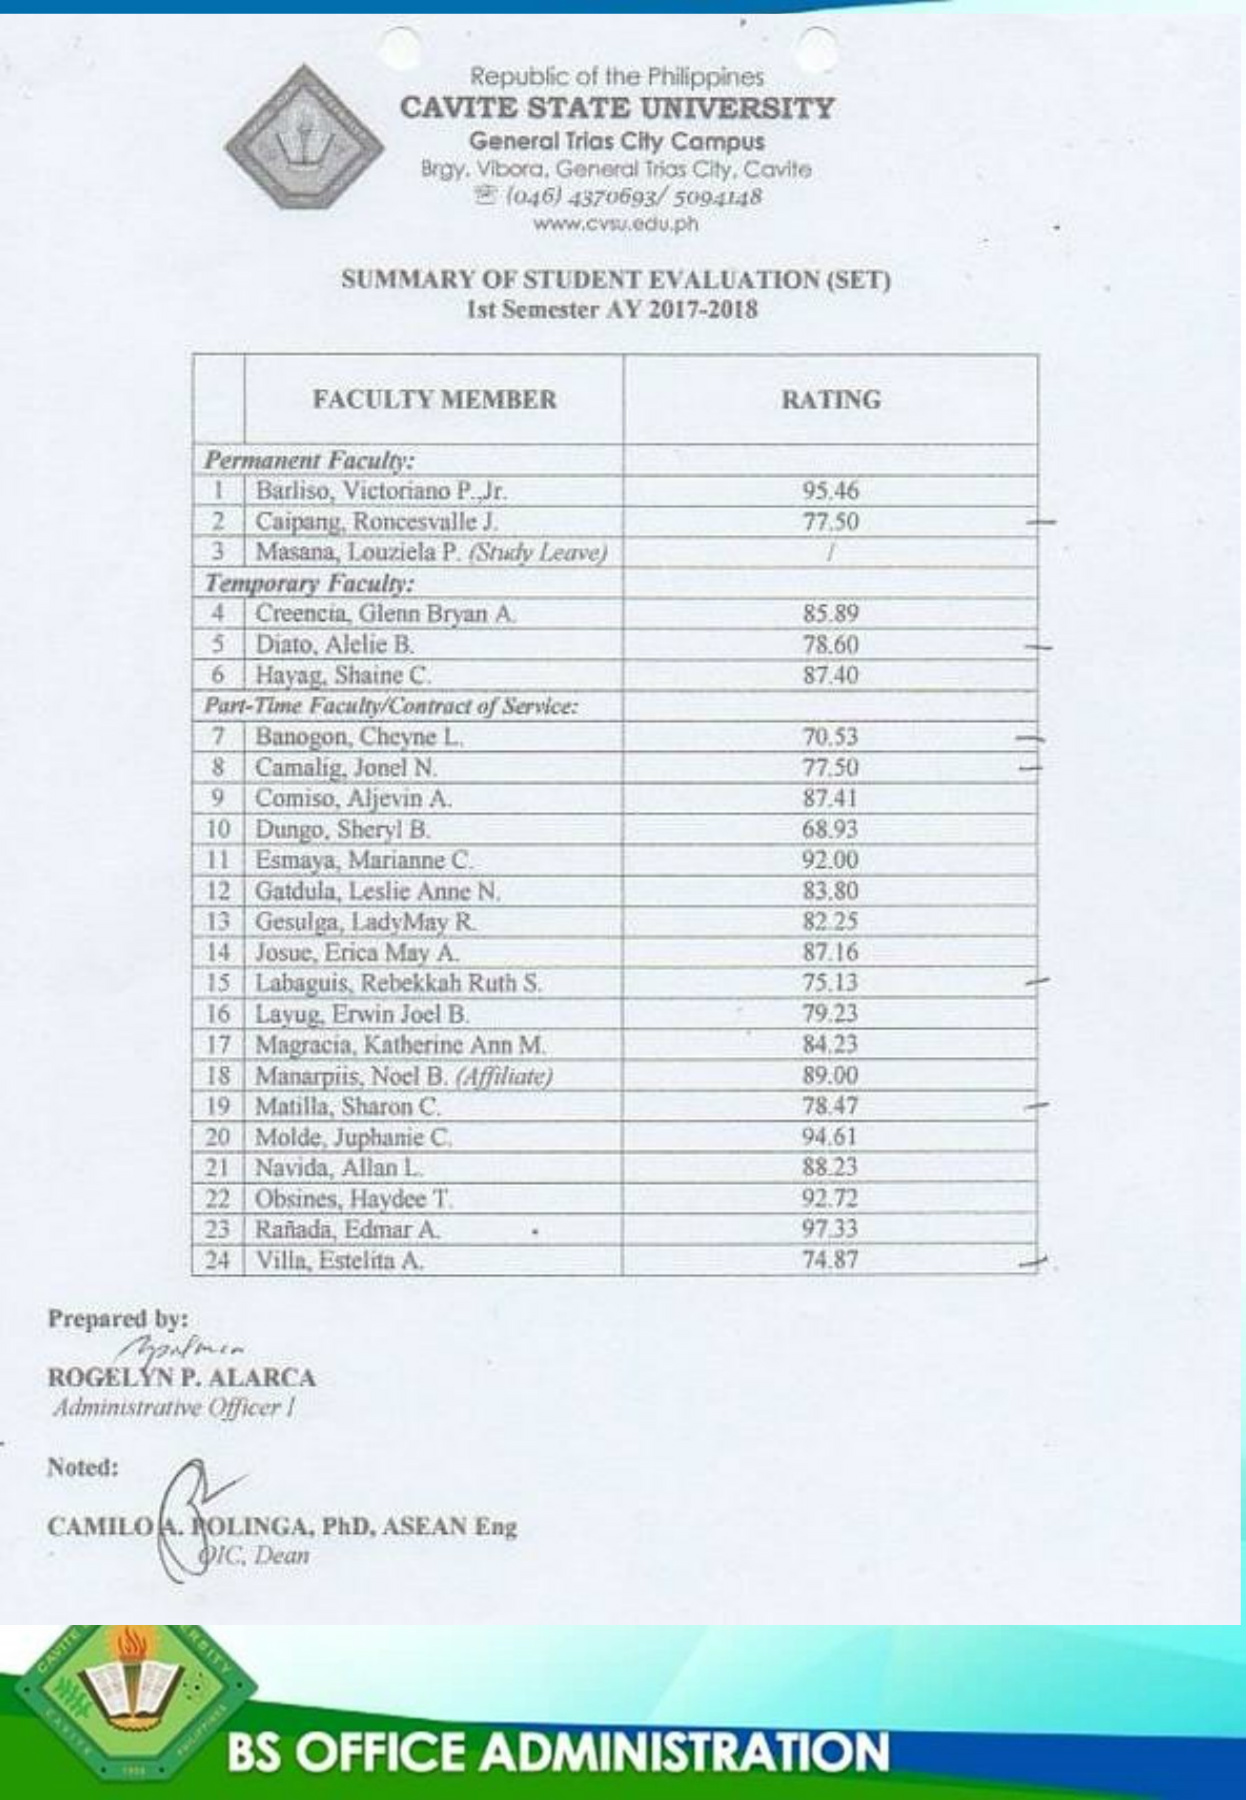 Republic of the Philippines
CAVITE STATE UNIVERSITY
General Trias City Campus
Brgy. Vibora, General Trias City, Cavite
☏ (046) 4370693/ 5094148
www.cvsu.edu.ph
SUMMARY OF STUDENT EVALUATION (SET)
1st Semester AY 2017-2018
FACULTY MEMBER RATING
Permanent Faculty:
1 Barliso, Victoriano P.,Jr. 95.46
2 Caipang, Roncesvalle J. 77.50
3 Masana, Louziela P. (Study Leave) /
Temporary Faculty:
4 Creencia, Glenn Bryan A. 85.89
5 Diato, Alelie B. 78.60
6 Hayag, Shaine C. 87.40
Part-Time Faculty/Contract of Service:
7 Banogon, Cheyne L. 70.53
8 Camalig, Jonel N. 77.50
9 Comiso, Aljevin A. 87.41
10 Dungo, Sheryl B. 68.93
11 Esmaya, Marianne C. 92.00
12 Gatdula, Leslie Anne N. 83.80
13 Gesulga, LadyMay R. 82.25
14 Josue, Erica May A. 87.16
15 Labaguis, Rebekkah Ruth S. 75.13
16 Layug, Erwin Joel B. 79.23
17 Magracia, Katherine Ann M. 84.23
18 Manarpiis, Noel B. (Affiliate) 89.00
19 Matilla, Sharon C. 78.47
20 Molde, Juphanie C. 94.61
21 Navida, Allan L. 88.23
22 Obsines, Haydee T. 92.72
23 Rañada, Edmar A. 97.33
24 Villa, Estelita A. 74.87
Prepared by:
ROGELYN P. ALARCA
Administrative Officer I
Noted:
CAMILO A. POLINGA, PhD, ASEAN Eng
OIC, Dean
CAVITE
CAVITE
PHILIPPINES
1906
BS OFFICE ADMINISTRATION